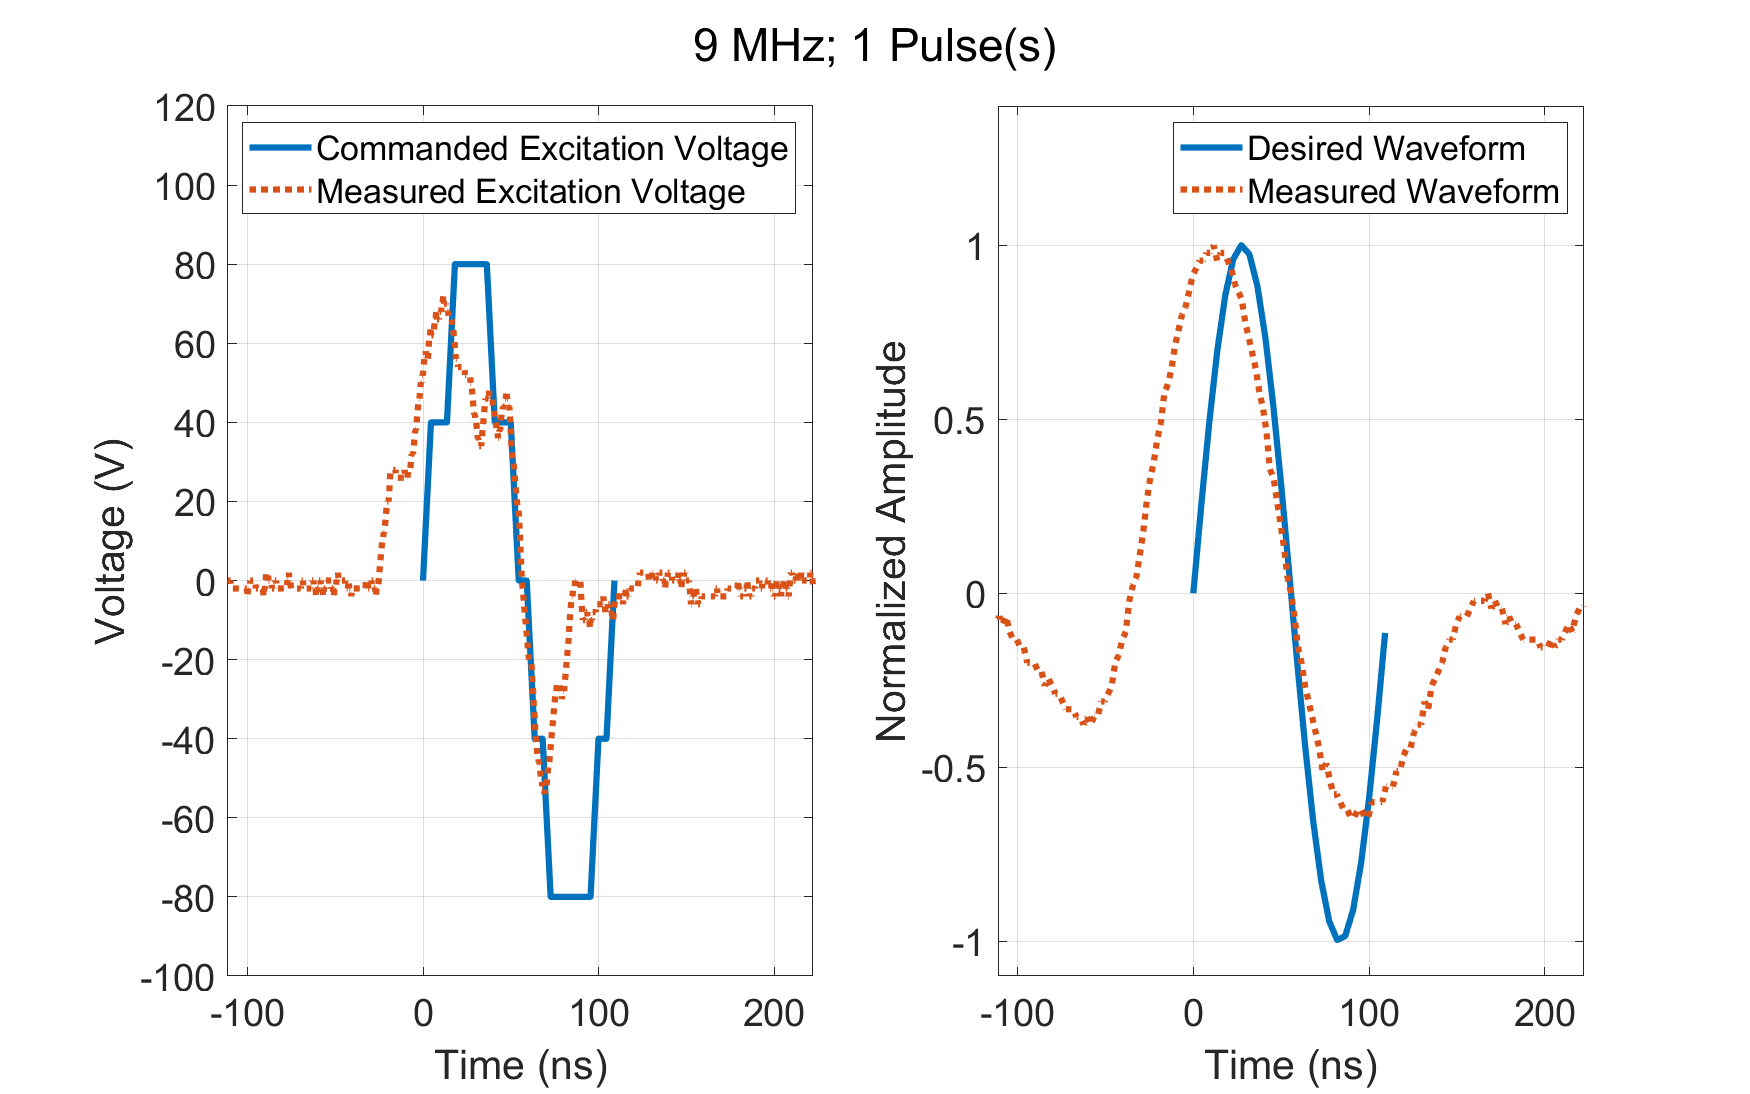 9 MHz; 1 Pulse(s)
Commanded Excitation Voltage
Measured Excitation Voltage
120
100
80
60
40
20
0
-20
-40
-60
-80
-100
Voltage (V)
-100
0
100
200
Time (ns)
Desired Waveform
Measured Waveform
1
0.5
0
-0.5
-1
Normalized Amplitude
-100
0
100
200
Time (ns)